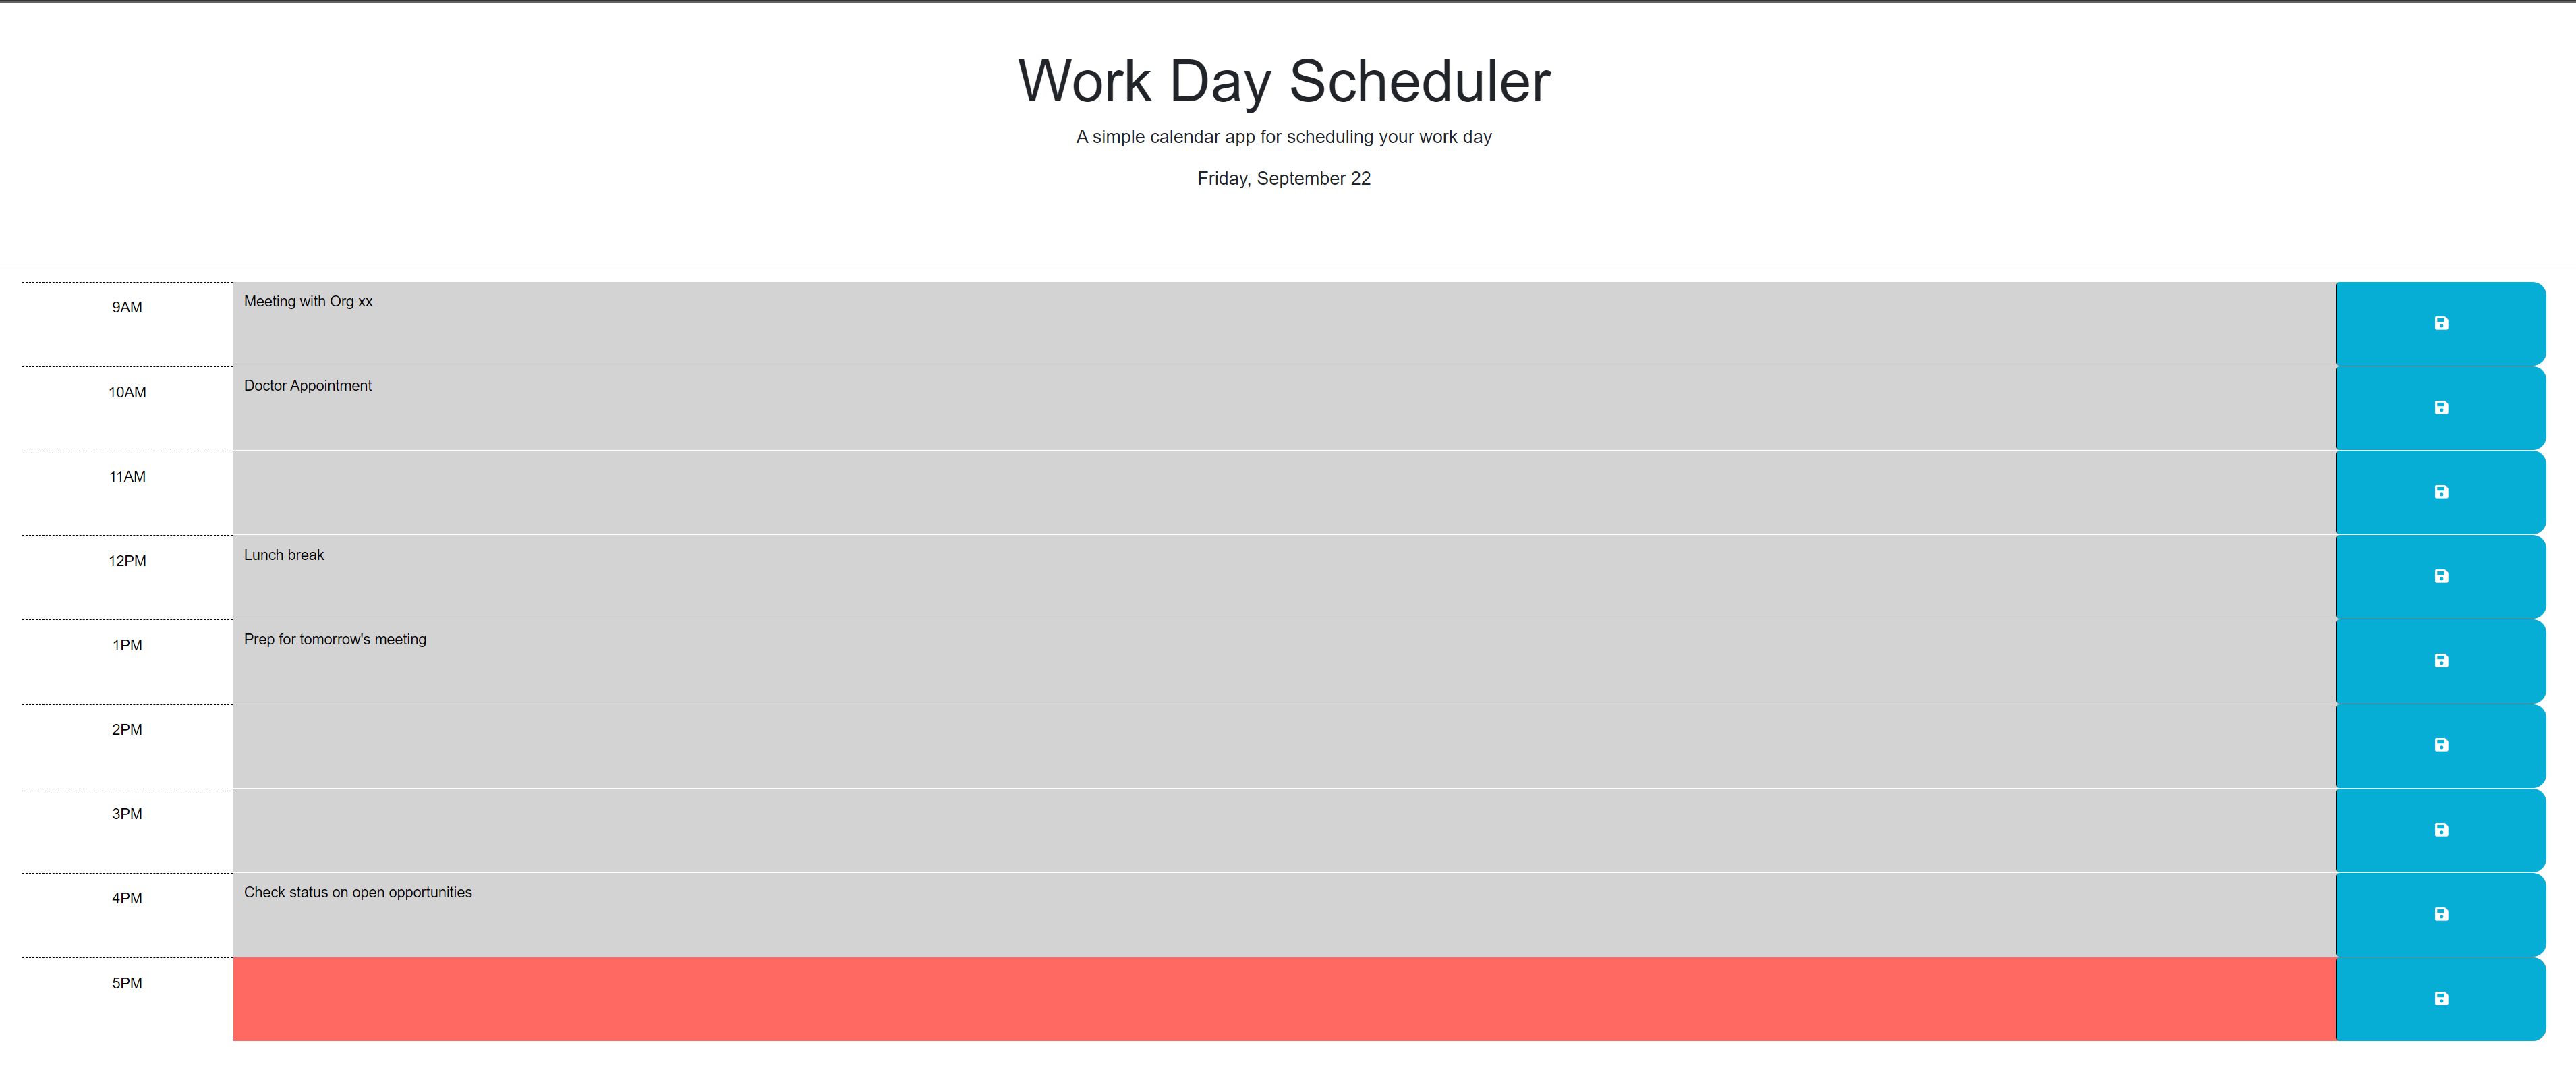 Work Day Scheduler
A simple calendar app for scheduling your work day
Friday, September 22
9AM
Meeting with Org xx
10AM
Doctor Appointment
11AM
12PM
Lunch break
1PM
Prep for tomorrow's meeting
2PM
3PM
4PM
Check status on open opportunities
5PM